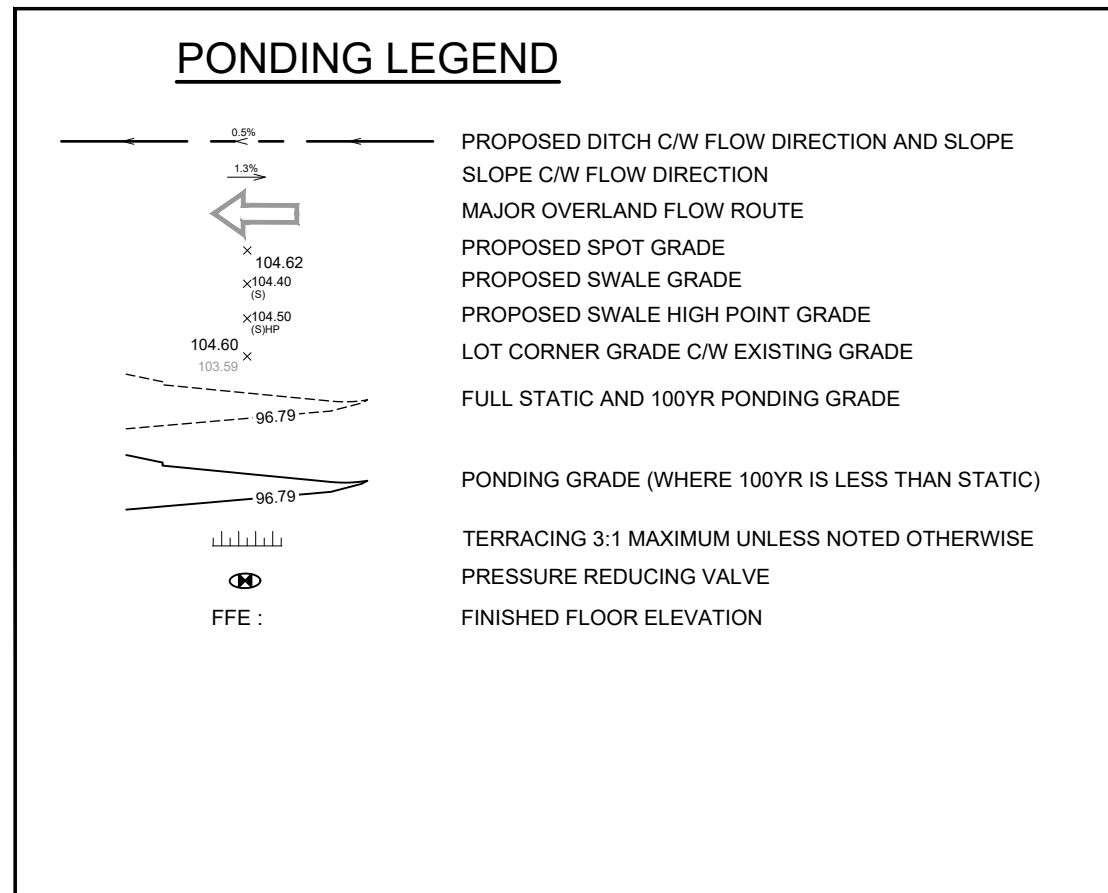 PONDING LEGEND
0.5%
PROPOSED DITCH C/W FLOW DIRECTION AND SLOPE
1.3%
SLOPE C/W FLOW DIRECTION
MAJOR OVERLAND FLOW ROUTE
PROPOSED SPOT GRADE
104.62
104.40
PROPOSED SWALE GRADE
(S)
104.50
PROPOSED SWALE HIGH POINT GRADE
(S)HP
104.60
LOT CORNER GRADE C/W EXISTING GRADE
103.59
FULL STATIC AND 100YR PONDING GRADE
96.79
PONDING GRADE (WHERE 100YR IS LESS THAN STATIC)
96.79
TERRACING 3:1 MAXIMUM UNLESS NOTED OTHERWISE
PRESSURE REDUCING VALVE
FFE : FINISHED FLOOR ELEVATION